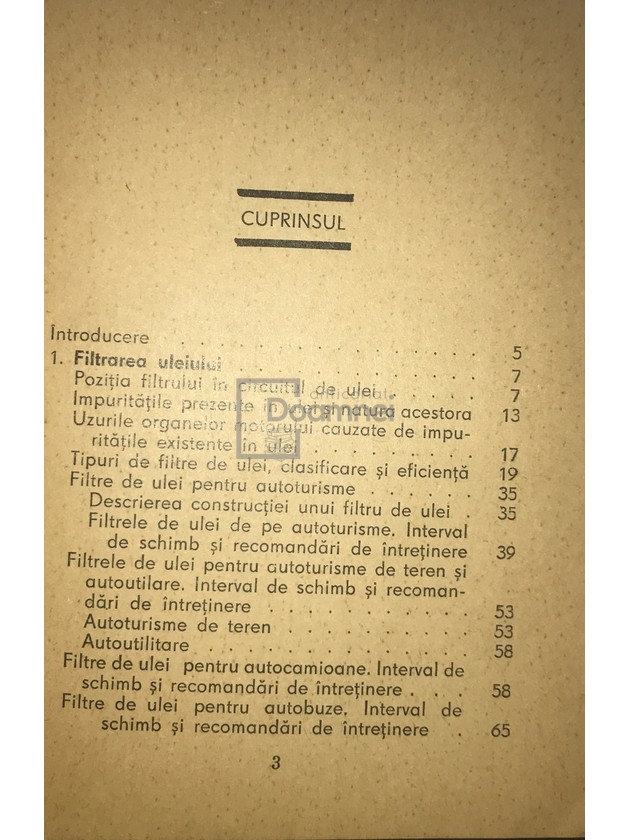 CUPRINSUL
Întroducere . . . . . . . . . . . . 5
1. Filtrarea uleiului . . . . . . . . . . 7
Poziția filtrului în circuitul de ulei . . . . . 7
Impuritățile prezente în ulei și natura acestora 13
Uzurile organelor motorului cauzate de impu-
ritățile existente în ulei . . . . . . . . 17
Tipuri de filtre de ulei, clasificare și eficiență 19
Filtre de ulei pentru autoturisme . . . . . . 35
Descrierea construcției unui filtru de ulei . 35
Filtrele de ulei de pe autoturisme. Interval
de schimb și recomandări de întreținere 39
Filtrele de ulei pentru autoturisme de teren și
autoutilare. Interval de schimb și recoman-
dări de întreținere . . . . . . . . . 53
Autoturisme de teren . . . . . . . . 53
Autoutilitare . . . . . . . . . . . . 58
Filtre de ulei pentru autocamioane. Interval de
schimb și recomandări de întreținere . . . 58
Filtre de ulei pentru autobuze. Interval de
schimb și recomandări de întreținere . 65
3